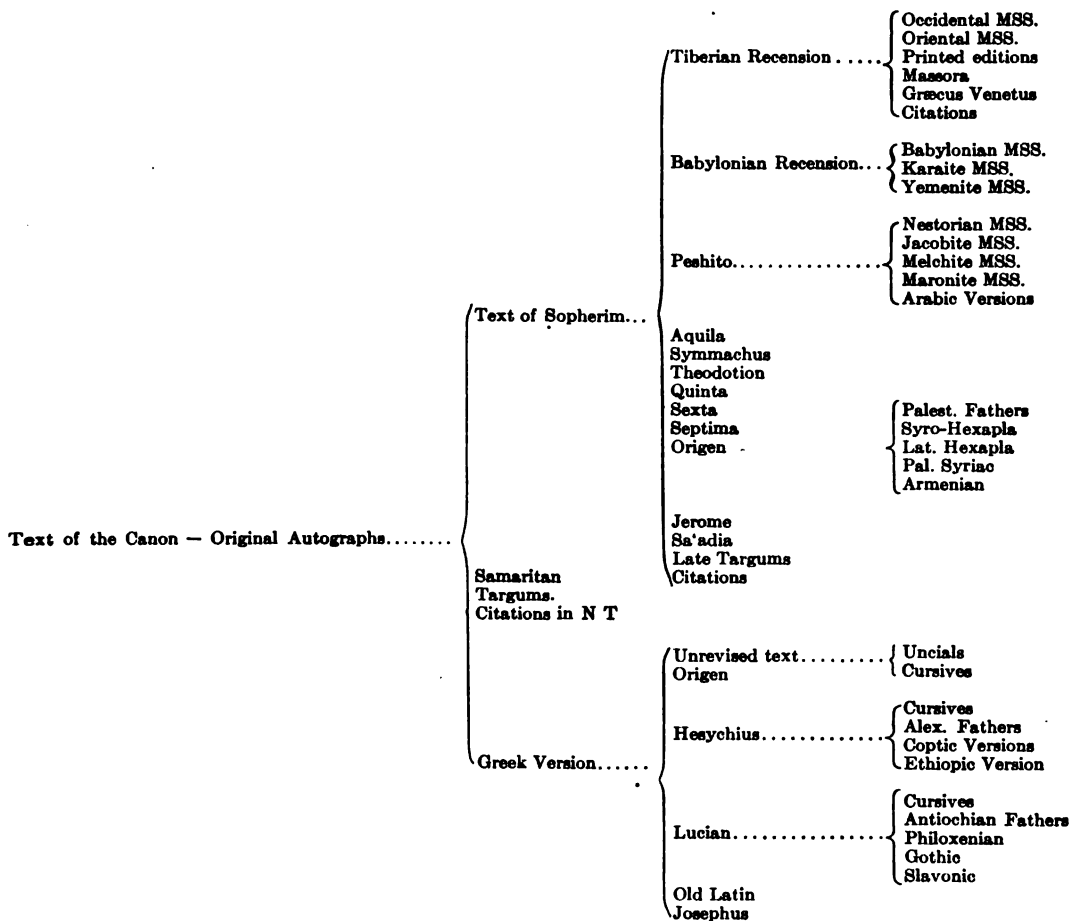 Text of the Canon — Original Autographs........
Text of Sopherim...
Tiberian Recension .....
Occidental MSS.
Oriental MSS.
Printed editions
Massora
Græcus Venetus
Citations
Babylonian Recension...
Babylonian MSS.
Karaite MSS.
Yemenite MSS.
Peshito...............
Nestorian MSS.
Jacobite MSS.
Melchite MSS.
Maronite MSS.
Arabic Versions
Aquila
Symmachus
Theodotion
Quinta
Sexta
Septima
Origen
Palest. Fathers
Syro-Hexapla
Lat. Hexapla
Pal. Syriac
Armenian
Jerome
Sa‘adia
Late Targums
Citations
Samaritan
Targums.
Citations in N T
Greek Version......
Unrevised text.........
Uncials
Cursives
Origen
Hesychius.............
Cursives
Alex. Fathers
Coptic Versions
Ethiopic Version
Lucian................
Cursives
Antiochian Fathers
Philoxenian
Gothic
Slavonic
Old Latin
Josephus